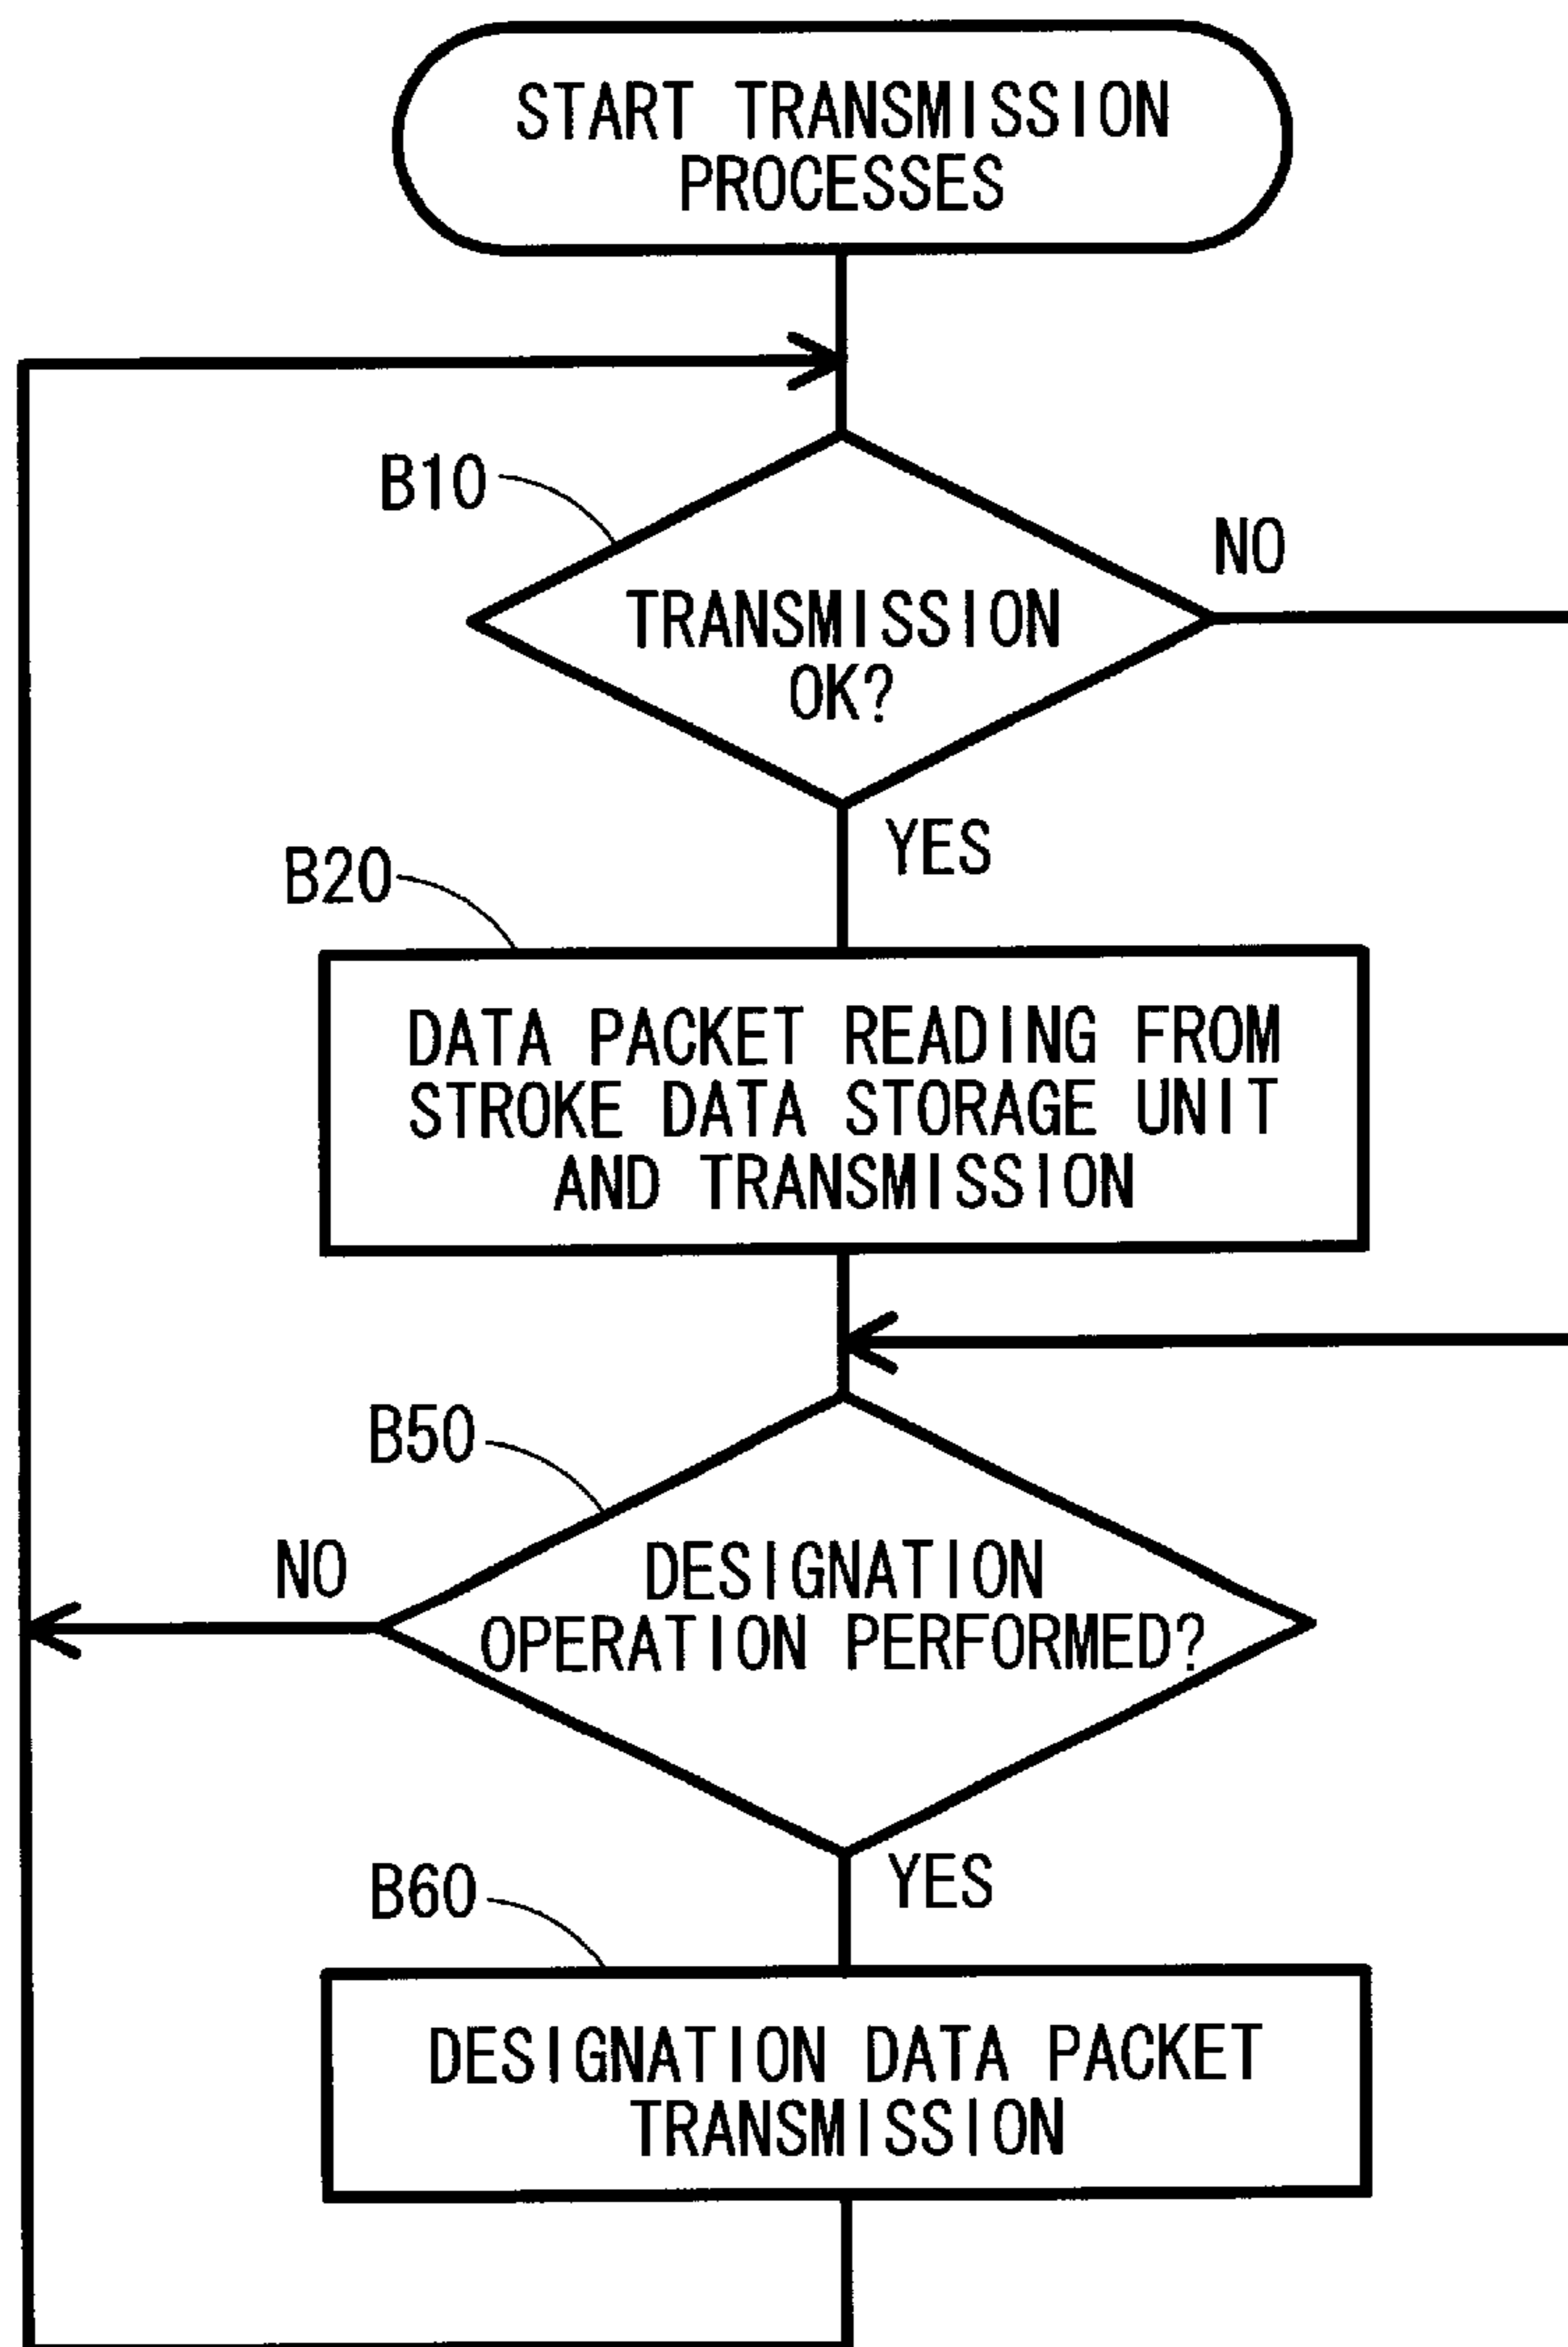 START TRANSMISSION
PROCESSES
B10
NO
TRANSMISSION
OK?
YES
B20
DATA PACKET READING FROM
STROKE DATA STORAGE UNIT
AND TRANSMISSION
B50
NO
DESIGNATION
OPERATION PERFORMED?
YES
B60
DESIGNATION DATA PACKET
TRANSMISSION